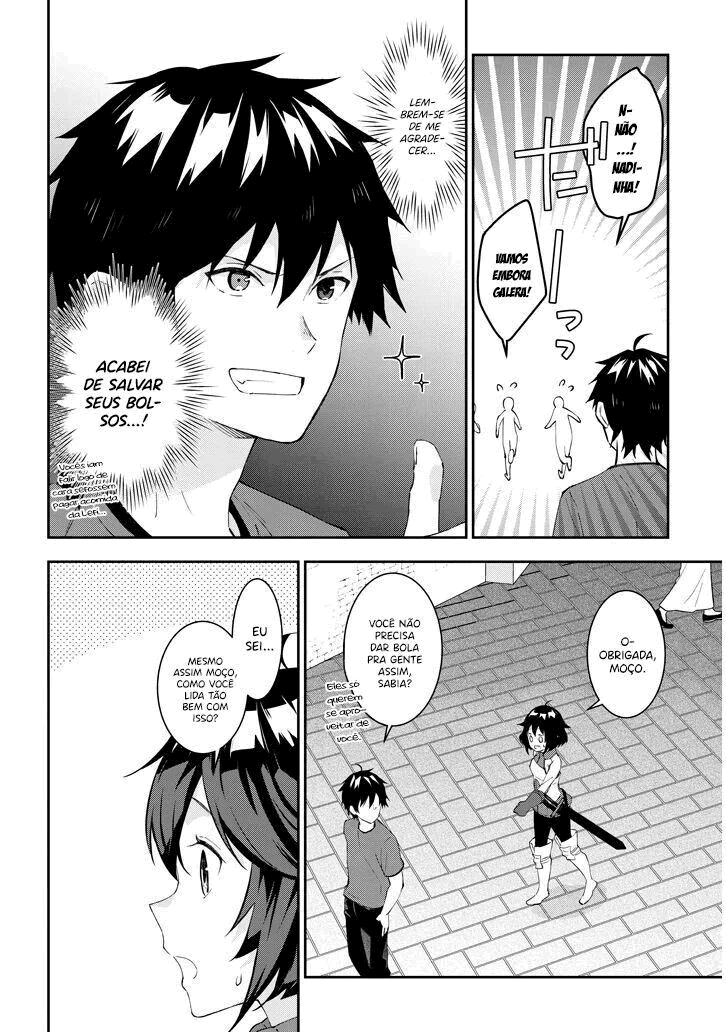 N-
NÃO
...!
NADI-
NHA!
VAMOS
EMBORA
GALERA!
LEM-
BREM-SE
DE ME
AGRADE-
CER...
ACABEI
DE SALVAR
SEUS BOL-
SOS...!
Vocês iam
falir logo de
cara se fossem
pagar a comida
da Lefi...
O-
OBRIGADA,
MOÇO.
VOCÊ NÃO
PRECISA
DAR BOLA
PRA GENTE
ASSIM,
SABIA?
Eles só
querem
se apro-
veitar de
você.
EU
SEI...
MESMO
ASSIM MOÇO,
COMO VOCÊ
LIDA TÃO
BEM COM
ISSO?